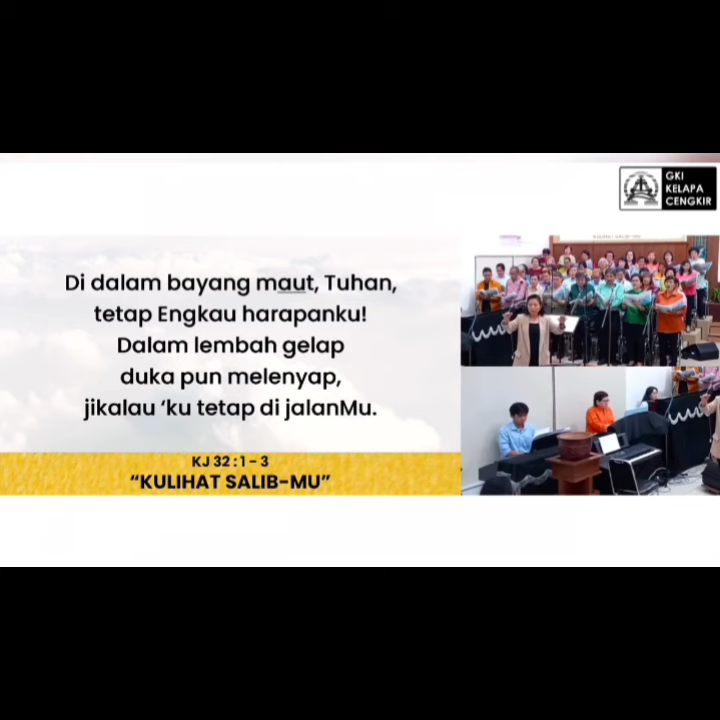 GKI
KELAPA
CENGKIR
Di dalam bayang maut, Tuhan,
tetap Engkau harapanku!
Dalam lembah gelap
duka pun melenyap,
jikalau ‘ku tetap di jalanMu.
KJ 32 : 1 - 3
“KULIHAT SALIB-MU”